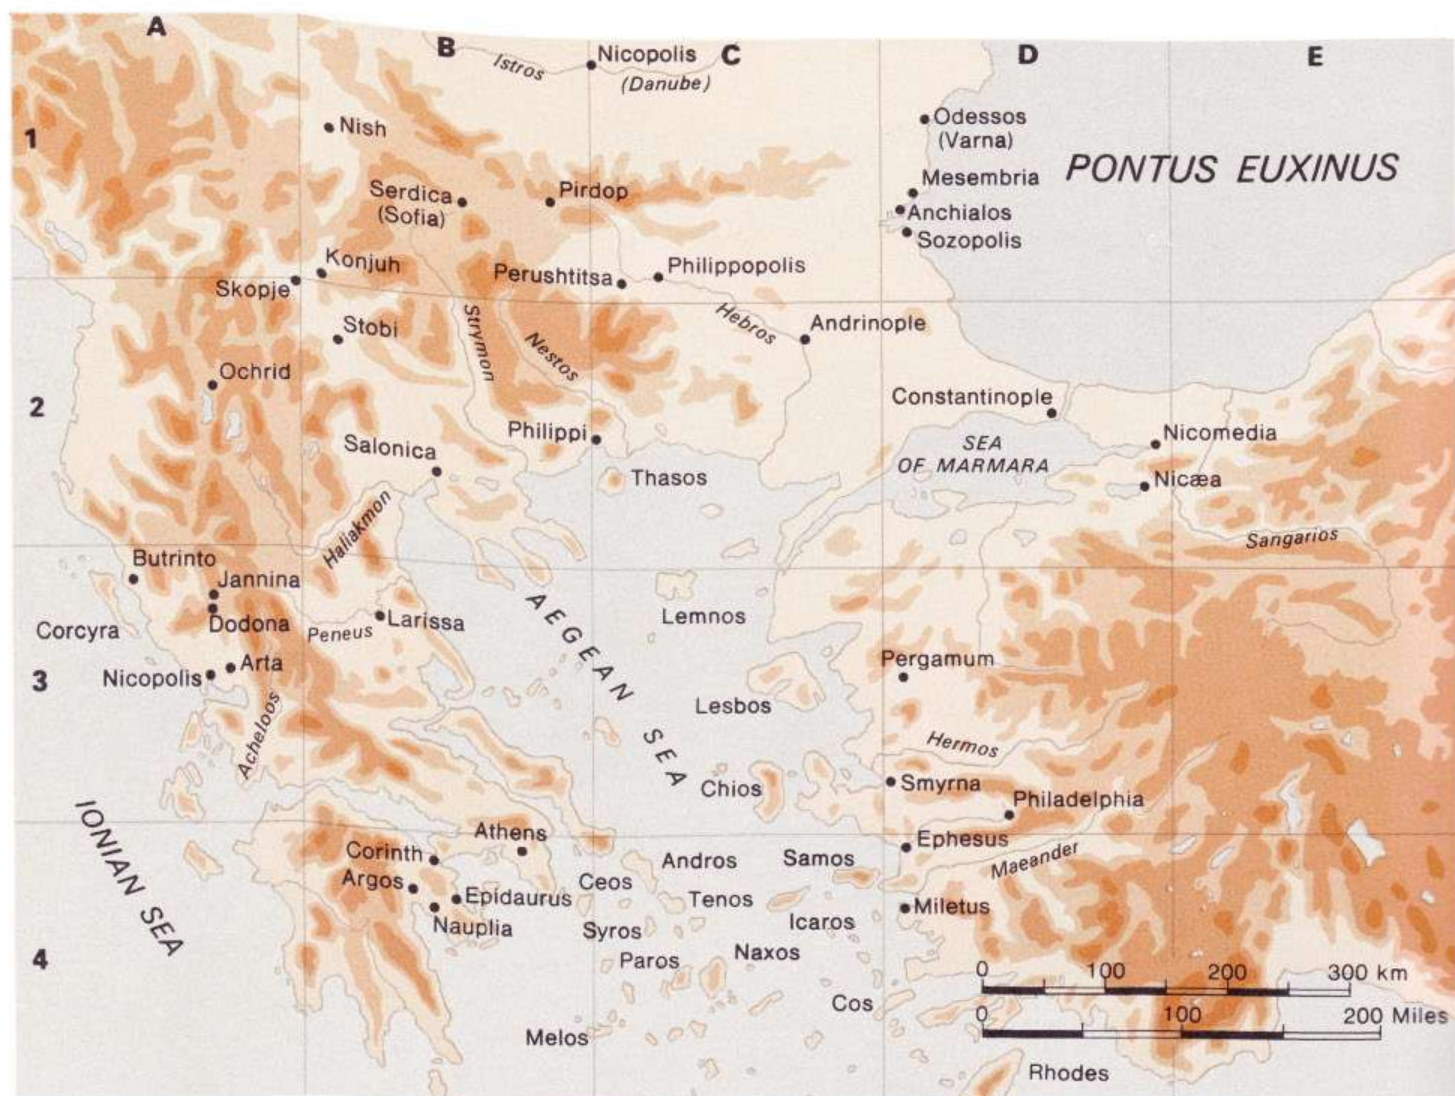 A
B
C
D
E
Nicopolis
Istros
(Danube)
1
Nish
Odessos
(Varna)
PONTUS EUXINUS
Serdica
(Sofia)
Pirdop
Mesembria
Anchialos
Sozopolis
Konjuh
Skopje
Perushtitsa
Philippopolis
Stobi
Strymon
Nestos
Hebros
Andrinople
Ochrid
2
Constantinople
Philippi
Salonica
SEA
OF MARMARA
Nicomedia
Thasos
Nicæa
Haliakmon
Sangarios
Butrinto
Jannina
Dodona
Corcyra
Peneus
Larissa
AEGEAN SEA
Lemnos
3
Nicopolis
Arta
Pergamum
Acheloos
Lesbos
Hermos
Chios
Smyrna
Philadelphia
IONIAN SEA
Athens
Corinth
Argos
Epidaurus
Nauplia
Ceos
Andros
Samos
Ephesus
Maeander
Tenos
Syros
Icaros
Miletus
4
Paros
Naxos
Cos
Melos
Rhodes
0 100 200 300 km
0 100 200 Miles